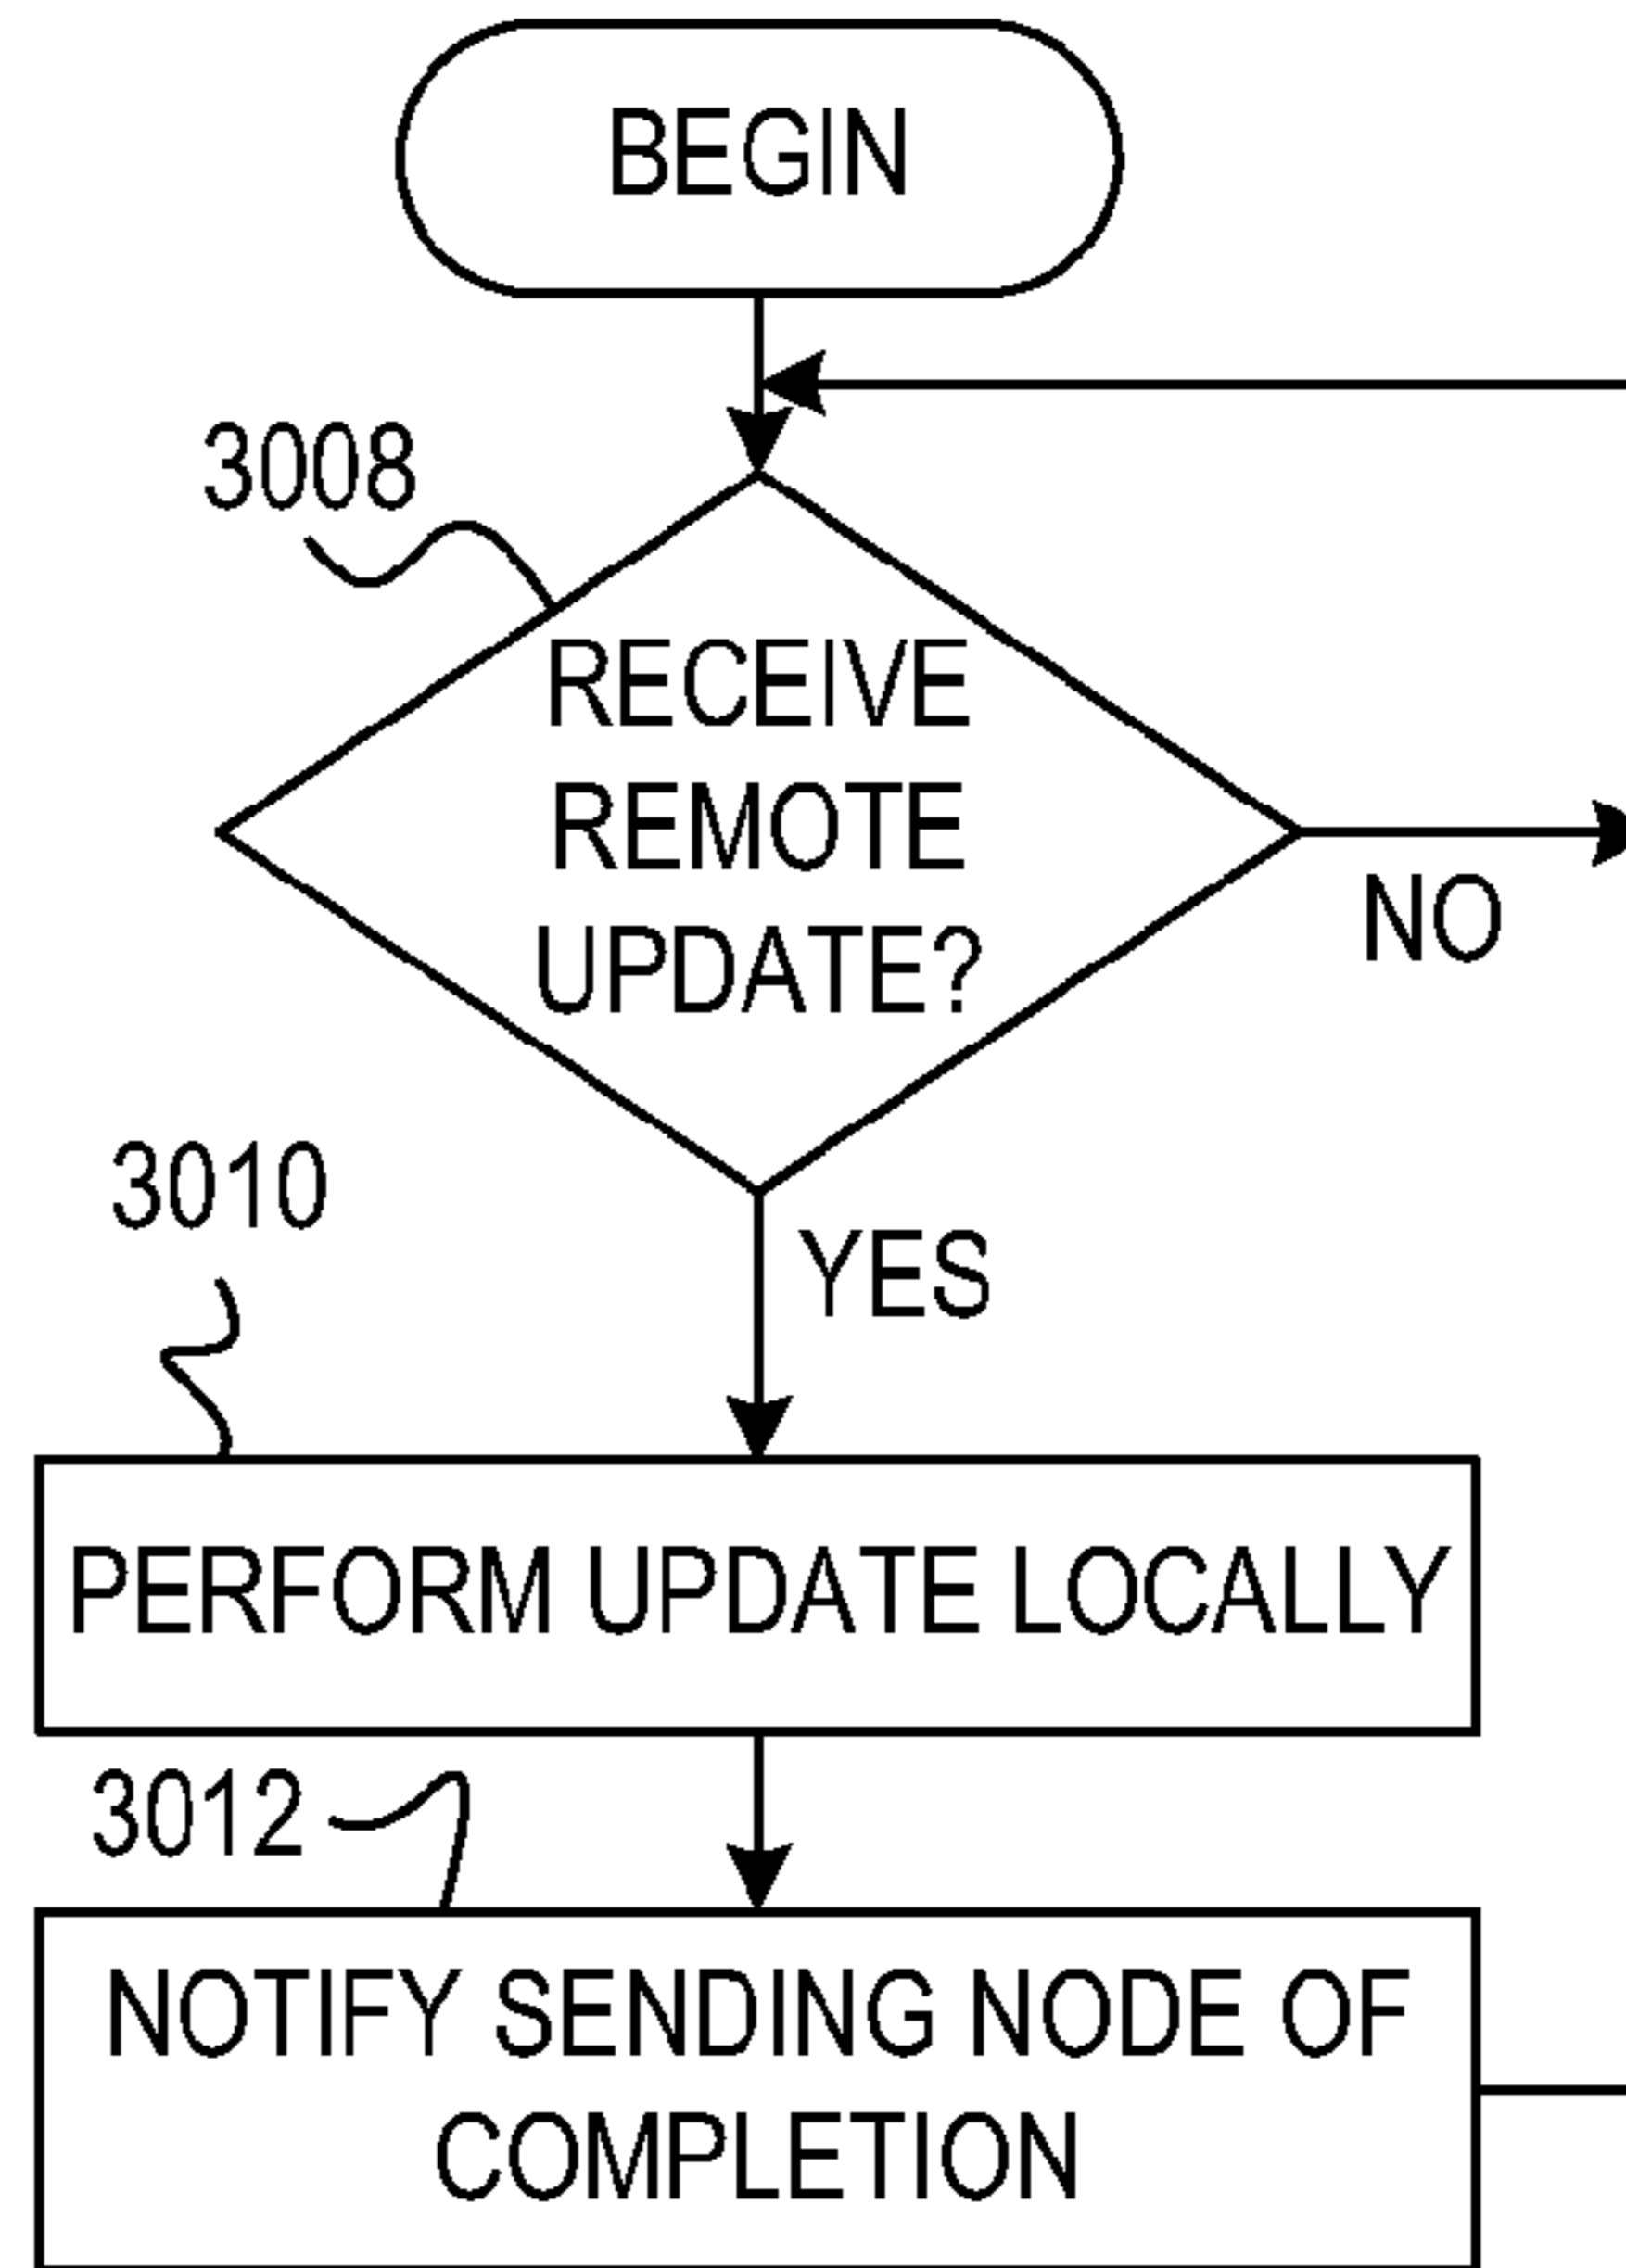 BEGIN
3008
RECEIVE
REMOTE
UPDATE?
NO
3010
YES
PERFORM UPDATE LOCALLY
3012
NOTIFY SENDING NODE OF
COMPLETION